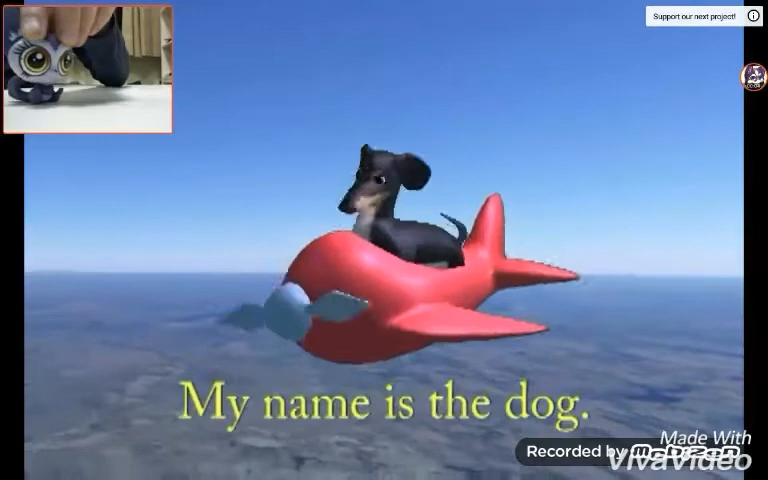 Support our next project!
My name is the dog.
Made With
Recorded by
VivaVideo